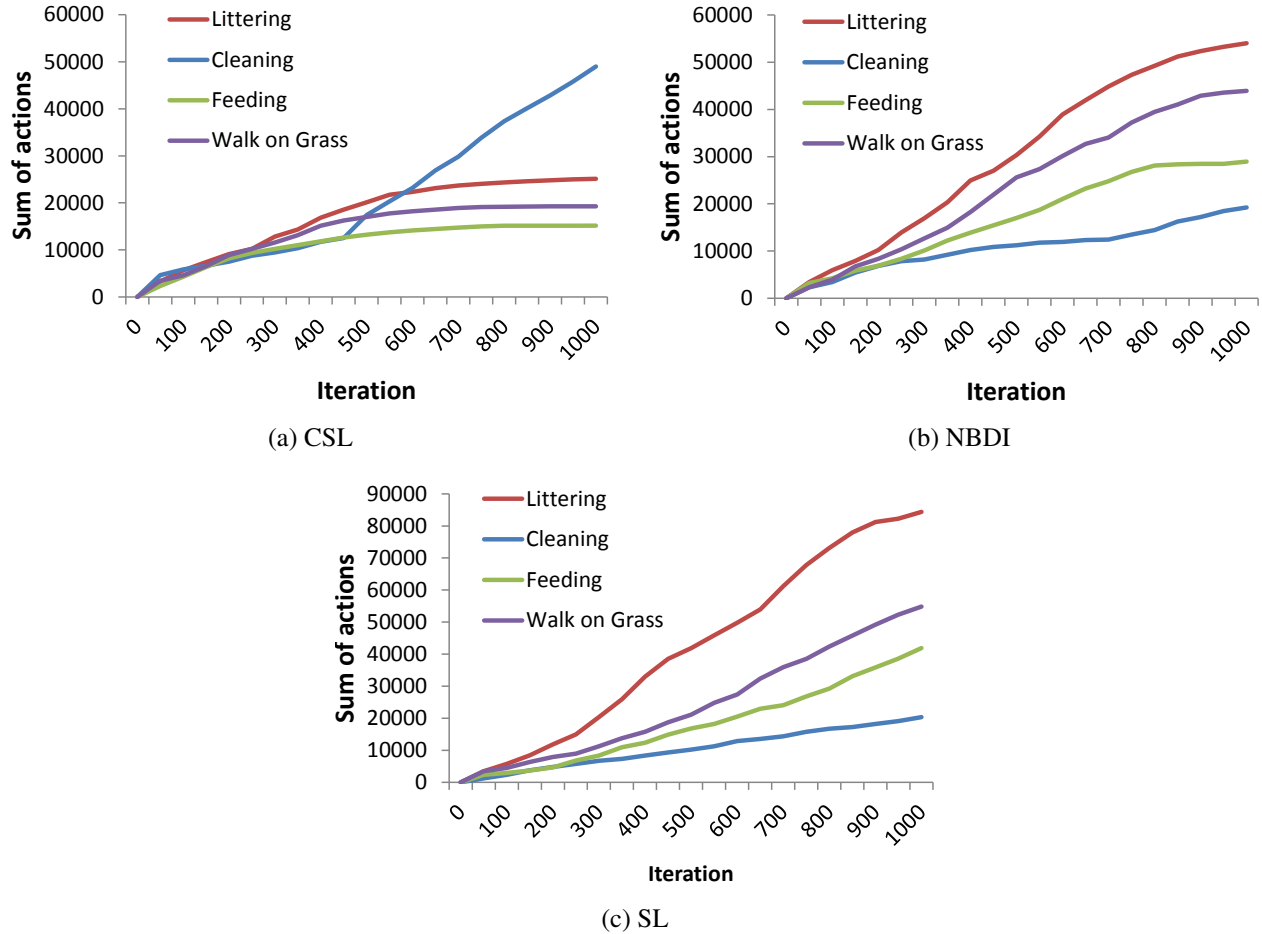 60000
50000
40000
30000
20000
10000
0
Sum of actions
Littering
Cleaning
Feeding
Walk on Grass
0
100
200
300
400
500
600
700
800
900
1000
Iteration
(a) CSL
60000
50000
40000
30000
20000
10000
0
Sum of actions
Littering
Cleaning
Feeding
Walk on Grass
0
100
200
300
400
500
600
700
800
900
1000
Iteration
(b) NBDI
90000
80000
70000
60000
50000
40000
30000
20000
10000
0
Sum of actions
Littering
Cleaning
Feeding
Walk on Grass
0
100
200
300
400
500
600
700
800
900
1000
Iteration
(c) SL